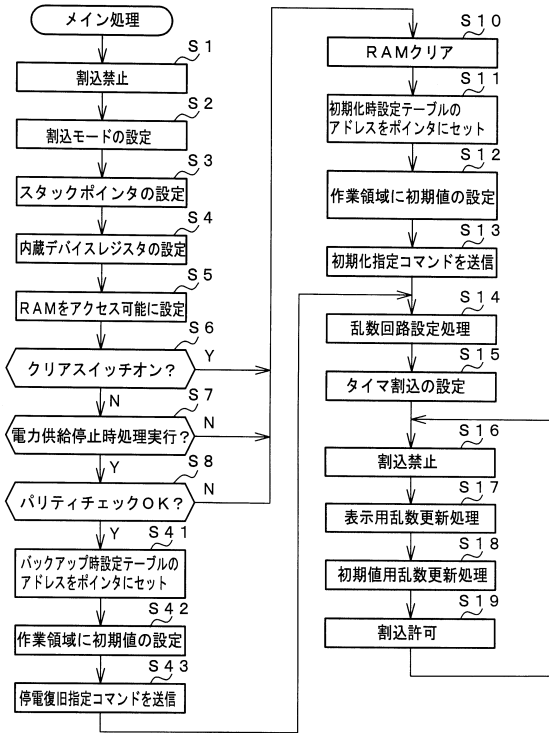 メイン処理
S1
割込禁止
S2
割込モードの設定
S3
スタックポインタの設定
S4
内蔵デバイスレジスタの設定
S5
RAMをアクセス可能に設定
S6
クリアスイッチオン?
Y
N
S7
電力供給停止時処理実行?
N
Y
S8
パリティチェックOK?
N
Y
S41
バックアップ時設定テーブルの
アドレスをポインタにセット
S42
作業領域に初期値の設定
S43
停電復旧指定コマンドを送信
S10
RAMクリア
S11
初期化時設定テーブルの
アドレスをポインタにセット
S12
作業領域に初期値の設定
S13
初期化指定コマンドを送信
S14
乱数回路設定処理
S15
タイマ割込の設定
S16
割込禁止
S17
表示用乱数更新処理
S18
初期値用乱数更新処理
S19
割込許可